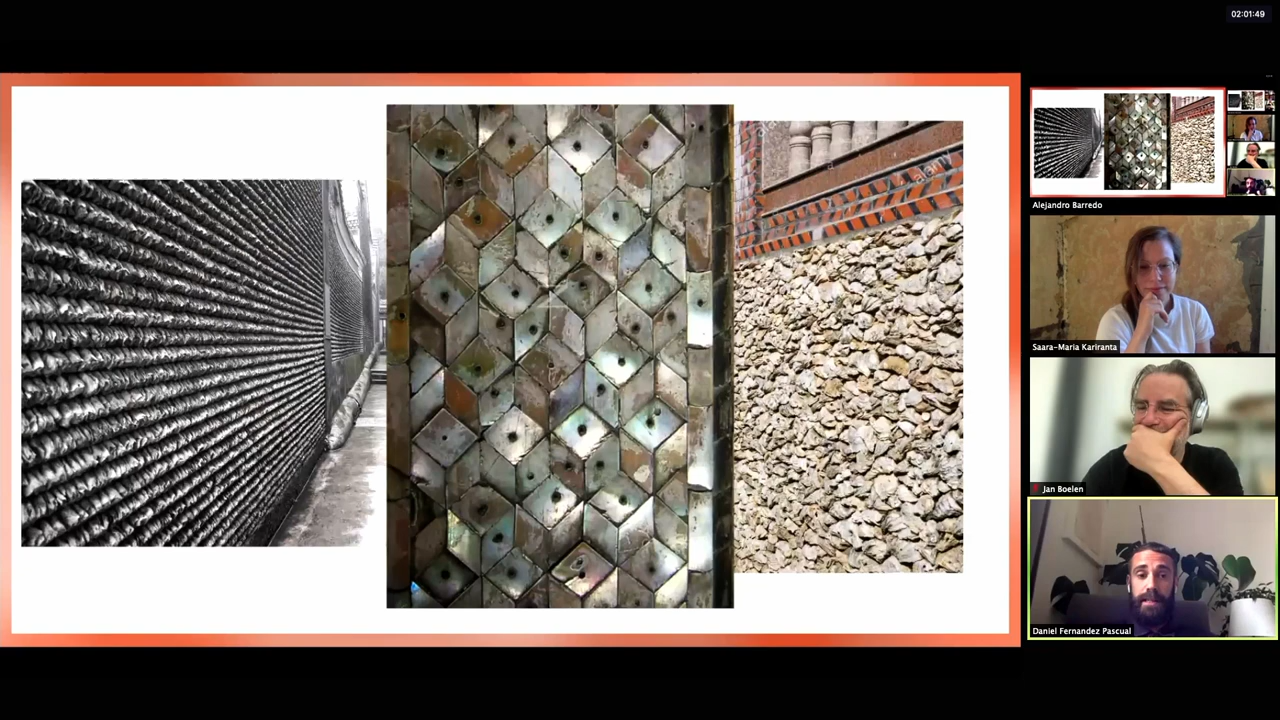 02:01:49
Alejandro Barredo
Saara-Maria Kariranta
Jan Boelen
Daniel Fernandez Pascual